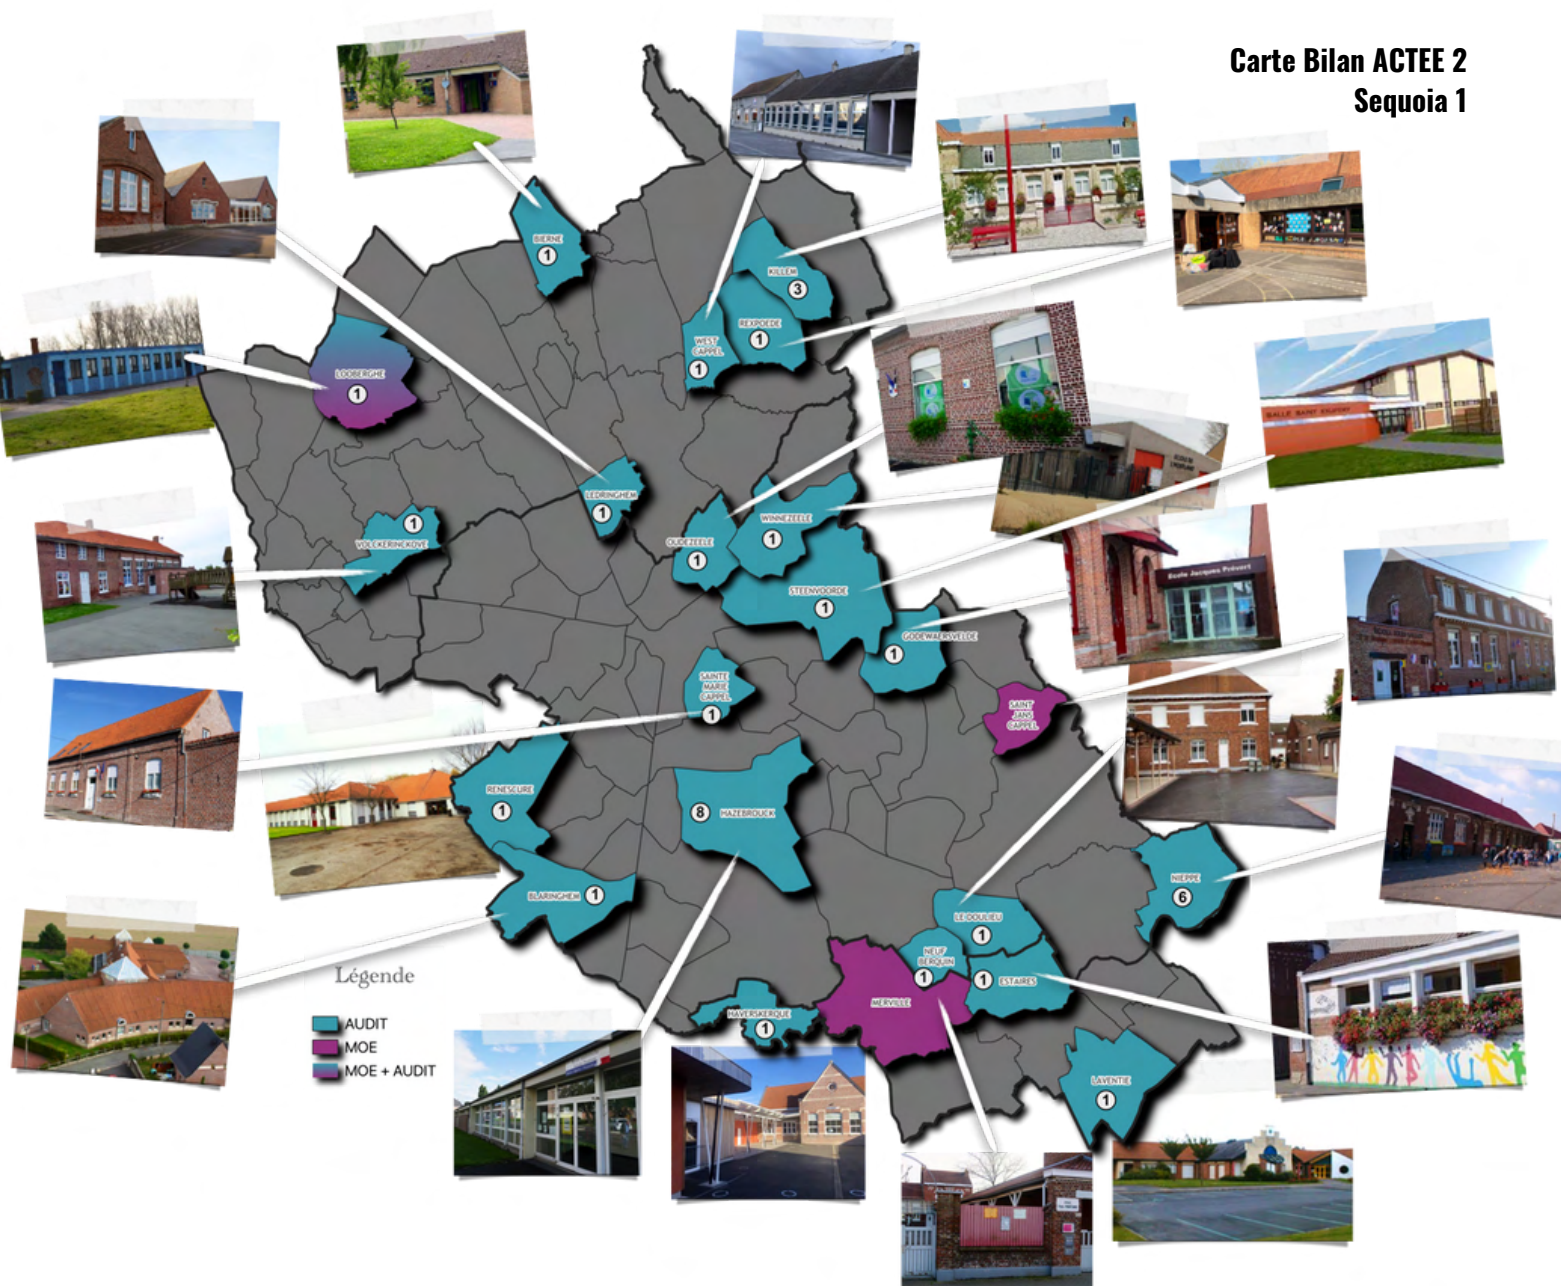 Carte Bilan ACTEE 2
Sequoia 1
BIERNE
1
KILLEM
3
REXPOEDE
1
WEST
CAPPEL
1
LOOBERGHE
1
LEDRINGHEM
1
1
VOLCKERINCKOVE
OUDEZEELE
1
WINNEZEELE
1
SALLE SAINT
STEENVOORDE
1
Ecole Jacques Prévert
GODEWAERSVELDE
1
SAINTE
MARIE
CAPPEL
1
SAINT
JANS
CAPPEL
RENESCURE
1
8 HAZEBROUCK
BLARINGHEM 1
NIEPPE
6
LE DOULIEU
1
NEUF
BERQUIN
1
1 ESTAIRES
MERVILLE
HAVERSKERQUE
1
LAVENTIE
1
Légende
AUDIT
MOE
MOE + AUDIT